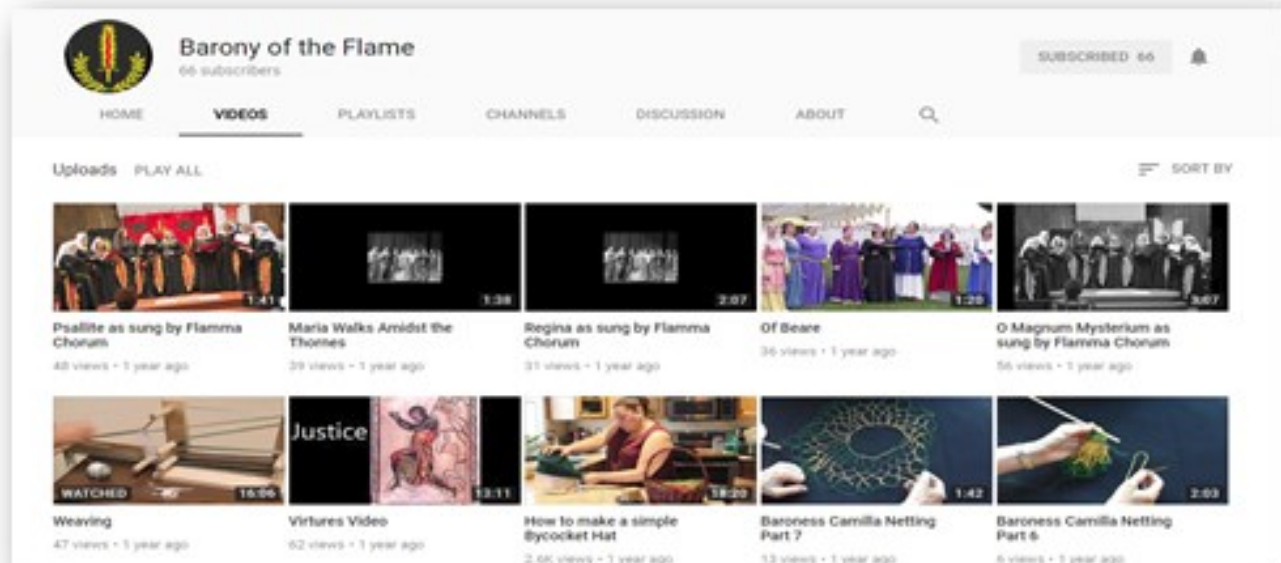 Barony of the Flame
66 subscribers
SUBSCRIBED 66
HOME VIDEOS PLAYLISTS CHANNELS DISCUSSION ABOUT
Uploads PLAY ALL
SORT BY
1:41
1:38
2:07
1:20
3:07
Psallite as sung by Flamma
Chorum
48 views • 1 year ago
Maria Walks Amidst the
Thornes
39 views • 1 year ago
Regina as sung by Flamma
Chorum
31 views • 1 year ago
Of Beare
36 views • 1 year ago
O Magnum Mysterium as
sung by Flamma Chorum
56 views • 1 year ago
WATCHED
16:06
Justice
13:11
18:20
1:42
2:03
Weaving
47 views • 1 year ago
Virtures Video
62 views • 1 year ago
How to make a simple
Bycocket Hat
2.6K views • 1 year ago
Baroness Camilla Netting
Part 7
13 views • 1 year ago
Baroness Camilla Netting
Part 6
6 views • 1 year ago